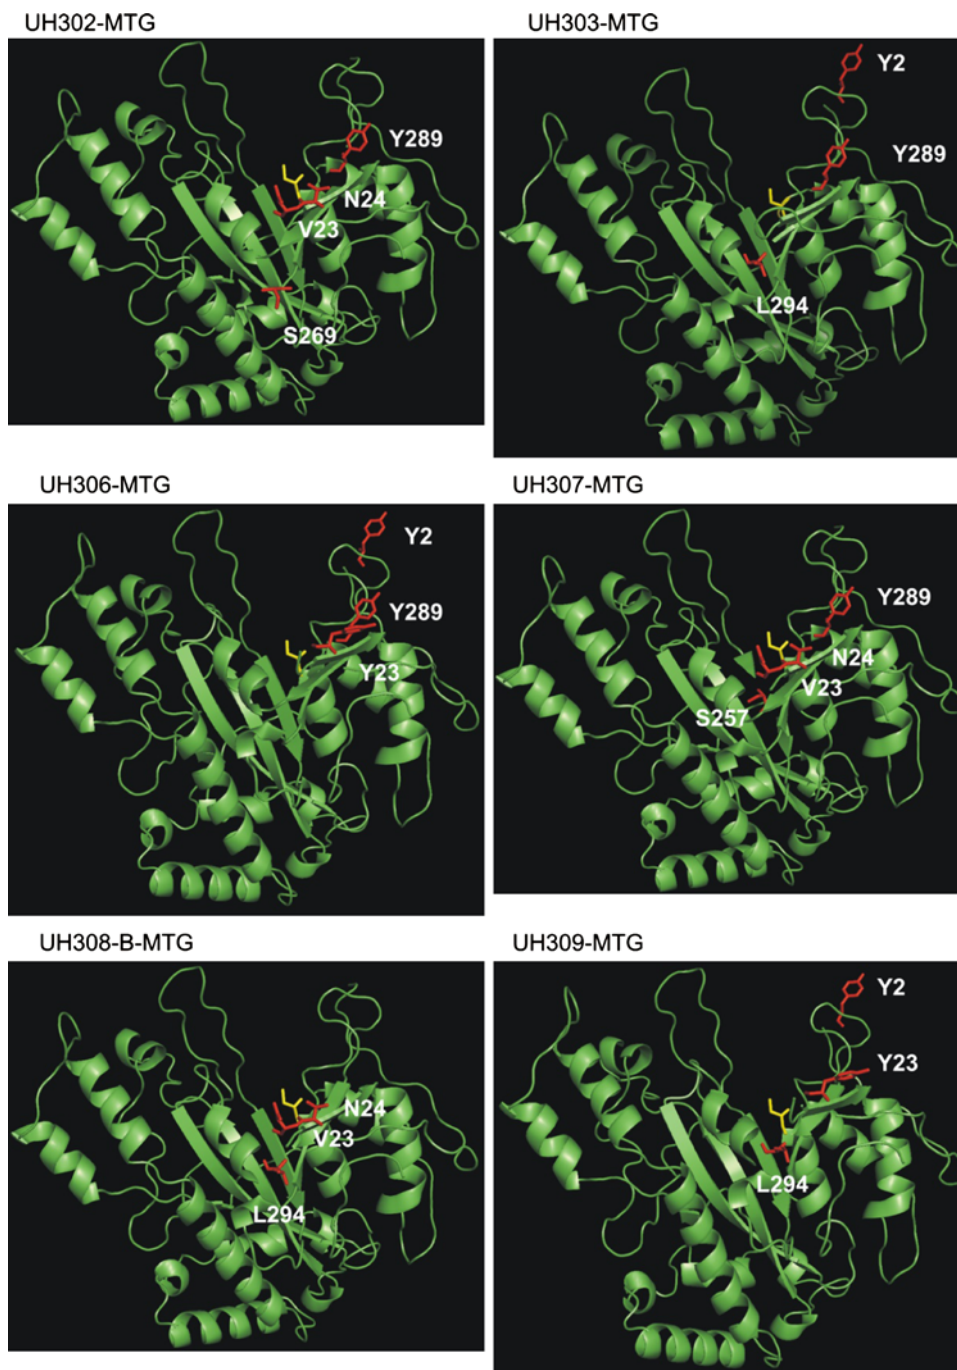 UH302-MTG
UH303-MTG
Y289
N24
V23
S269
Y2
Y289
L294
UH306-MTG
UH307-MTG
Y2
Y289
Y23
Y289
N24
V23
S257
UH308-B-MTG
UH309-MTG
N24
V23
L294
Y2
Y23
L294